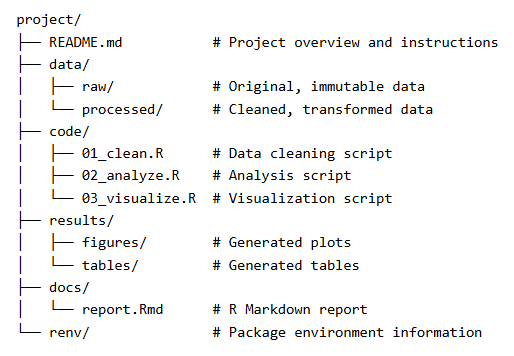 project/
├── README.md           # Project overview and instructions
├── data/
│   ├── raw/            # Original, immutable data
│   └── processed/      # Cleaned, transformed data
├── code/
│   ├── 01_clean.R      # Data cleaning script
│   ├── 02_analyze.R    # Analysis script
│   └── 03_visualize.R  # Visualization script
├── results/
│   ├── figures/        # Generated plots
│   └── tables/         # Generated tables
├── docs/
│   └── report.Rmd      # R Markdown report
└── renv/               # Package environment information